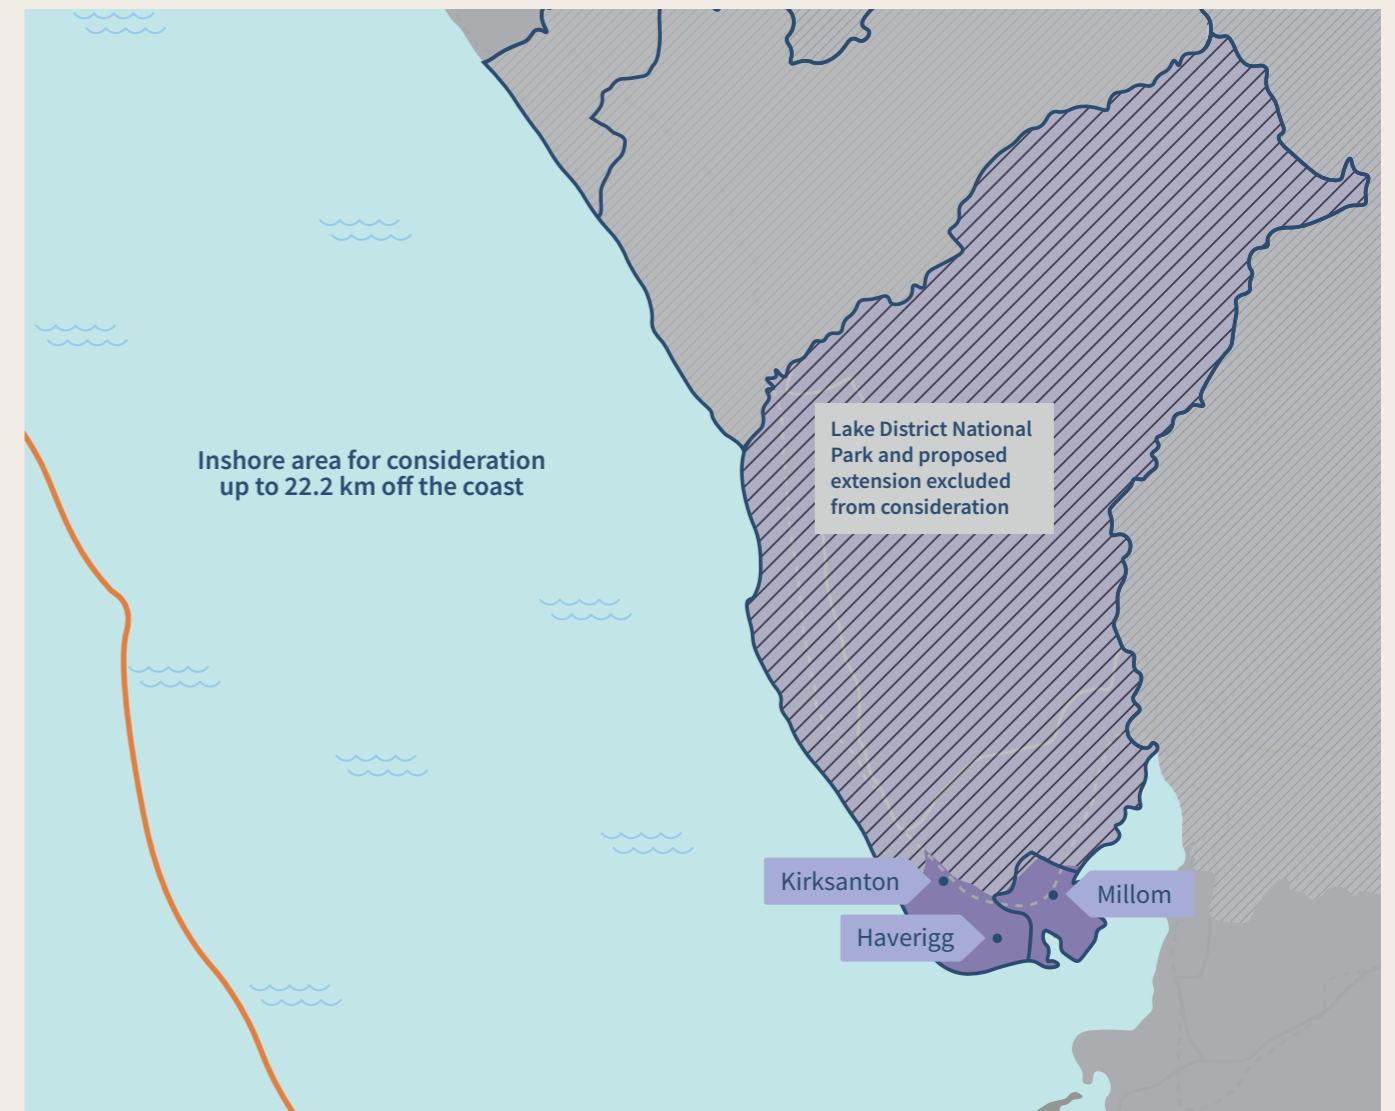 Inshore area for consideration
up to 22.2 km off the coast
Lake District National
Park and proposed
extension excluded
from consideration
Kirksanton
Millom
Haverigg